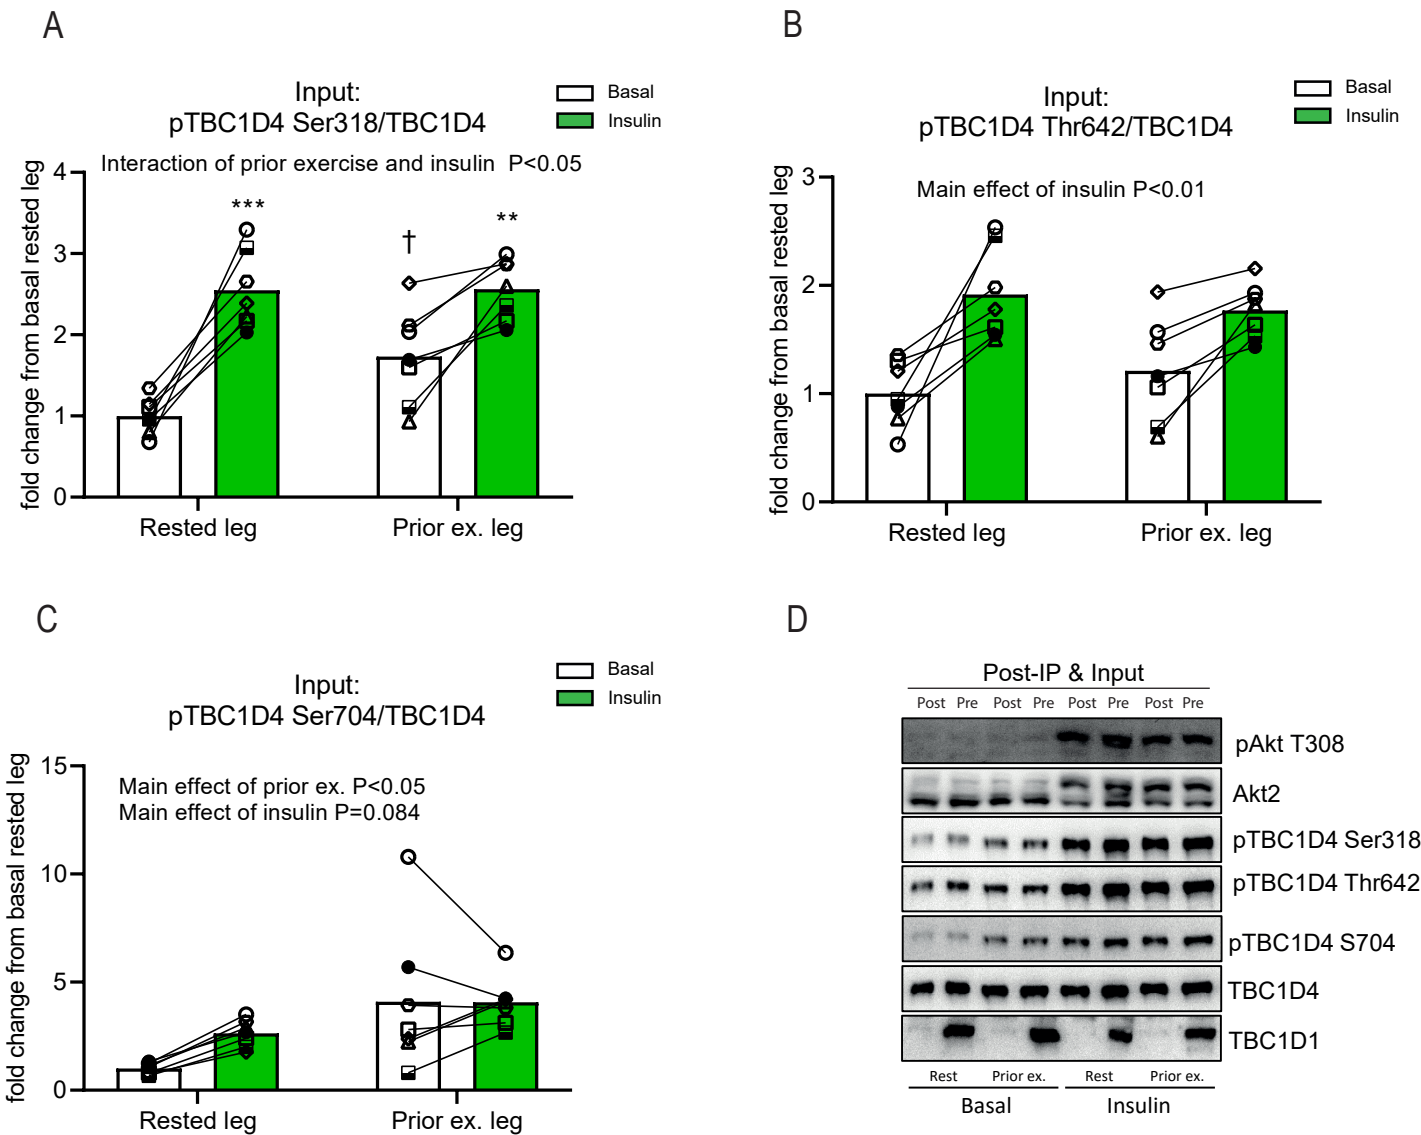 A
Input:
pTBC1D4 Ser318/TBC1D4
Basal
Insulin
Interaction of prior exercise and insulin P<0.05
fold change from basal rested leg
4
3
2
1
0
***
†
**
Rested leg
Prior ex. leg
B
Input:
pTBC1D4 Thr642/TBC1D4
Basal
Insulin
Main effect of insulin P<0.01
fold change from basal rested leg
3
2
1
0
Rested leg
Prior ex. leg
C
Input:
pTBC1D4 Ser704/TBC1D4
Basal
Insulin
Main effect of prior ex. P<0.05
Main effect of insulin P=0.084
fold change from basal rested leg
15
10
5
0
Rested leg
Prior ex. leg
D
Post-IP & Input
Post Pre Post Pre Post Pre Post Pre
pAkt T308
Akt2
pTBC1D4 Ser318
pTBC1D4 Thr642
pTBC1D4 S704
TBC1D4
TBC1D1
Rest Prior ex. Rest Prior ex.
Basal Insulin